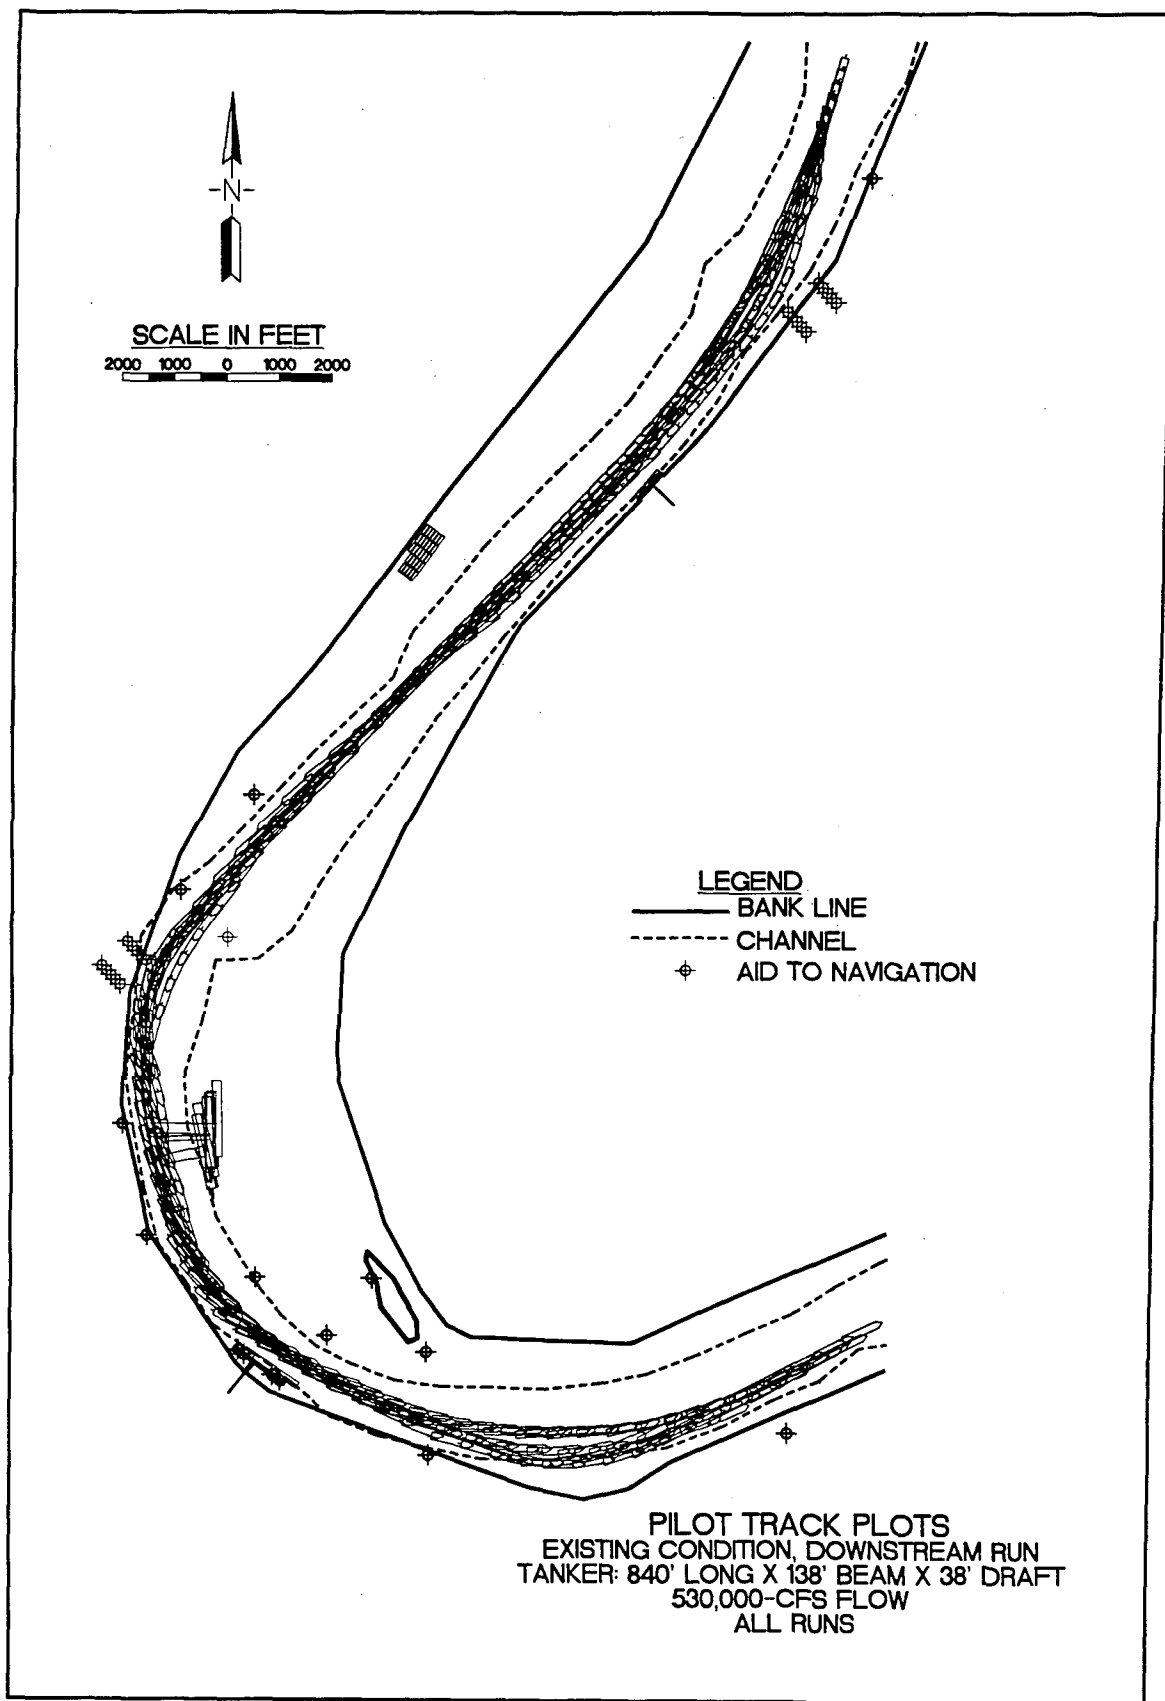 N
SCALE IN FEET
2000 1000 0 1000 2000
LEGEND
BANK LINE
CHANNEL
AID TO NAVIGATION
PILOT TRACK PLOTS
EXISTING CONDITION, DOWNSTREAM RUN
TANKER: 840' LONG X 138' BEAM X 38' DRAFT
530,000-CFS FLOW
ALL RUNS